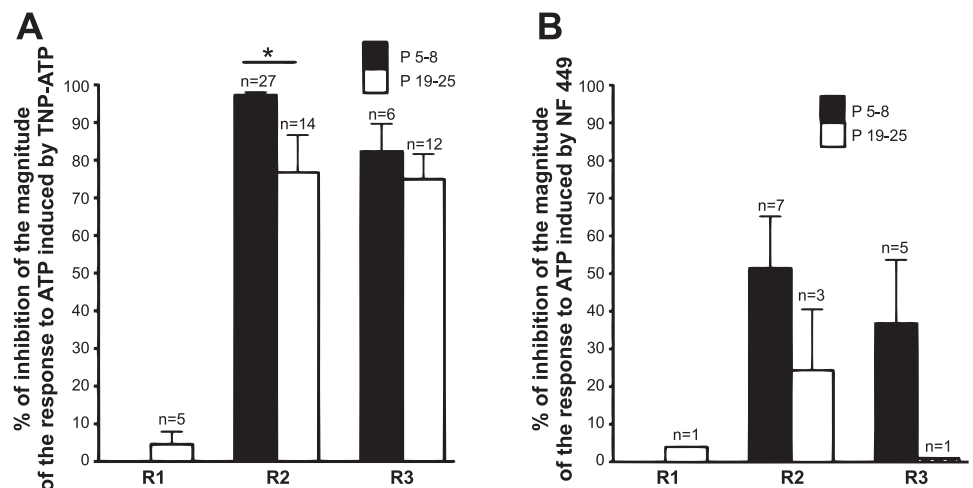 A
% of inhibition of the magnitude
of the response to ATP induced by TNP-ATP
100
90
80
70
60
50
40
30
20
10
0
*
P 5-8
P 19-25
n=5
n=27
n=14
n=6
n=12
R1
R2
R3
B
% of inhibition of the magnitude
of the response to ATP induced by NF 449
100
90
80
70
60
50
40
30
20
10
0
P 5-8
P 19-25
n=1
n=7
n=3
n=5
n=1
R1
R2
R3